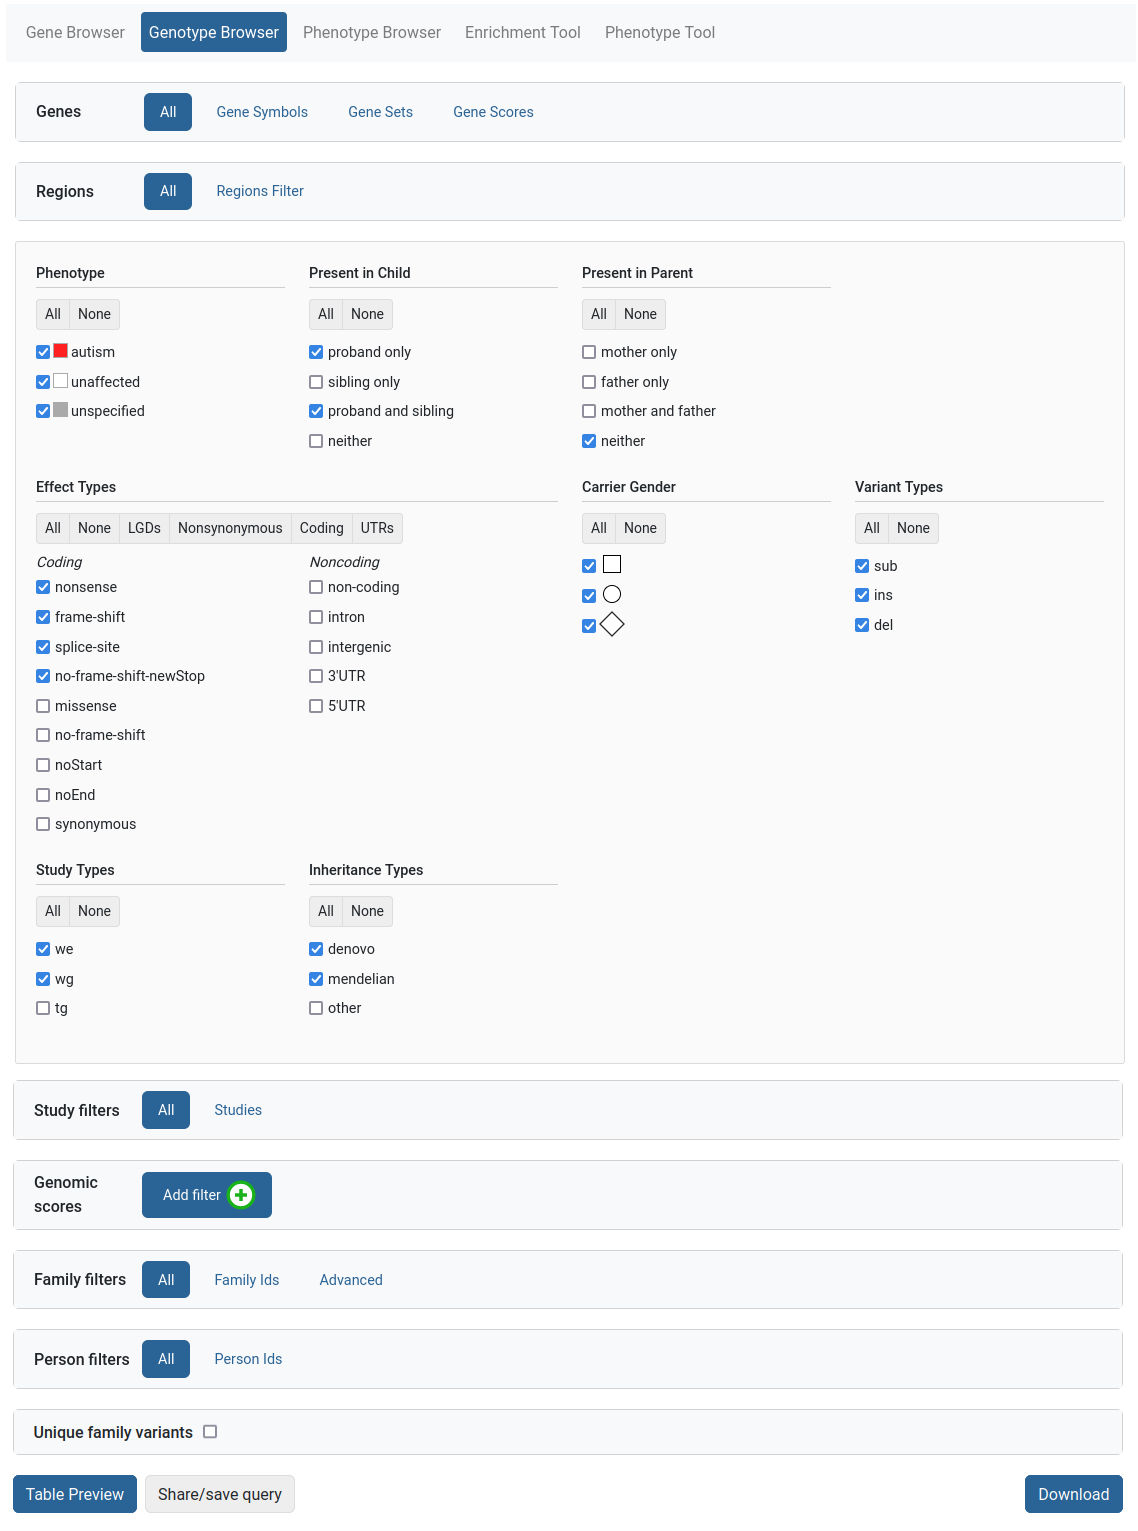 Gene Browser Genotype Browser Phenotype Browser Enrichment Tool Phenotype Tool
Genes All Gene Symbols Gene Sets Gene Scores
Regions All Regions Filter
Phenotype Present in Child Present in Parent
All None All None All None
autism proband only mother only
unaffected sibling only father only
unspecified proband and sibling mother and father
neither neither
Effect Types Carrier Gender Variant Types
All None LGDs Nonsynonymous Coding UTRs All None All None
Coding Noncoding
sub
nonsense non-coding
ins
frame-shift intron
del
splice-site intergenic
no-frame-shift-newStop 3'UTR
missense 5'UTR
no-frame-shift
noStart
noEnd
synonymous
Study Types Inheritance Types
All None All None
we denovo
wg mendelian
tg other
Study filters All Studies
Genomic
scores
Add filter
Family filters All Family Ids Advanced
Person filters All Person Ids
Unique family variants
Table Preview Share/save query Download